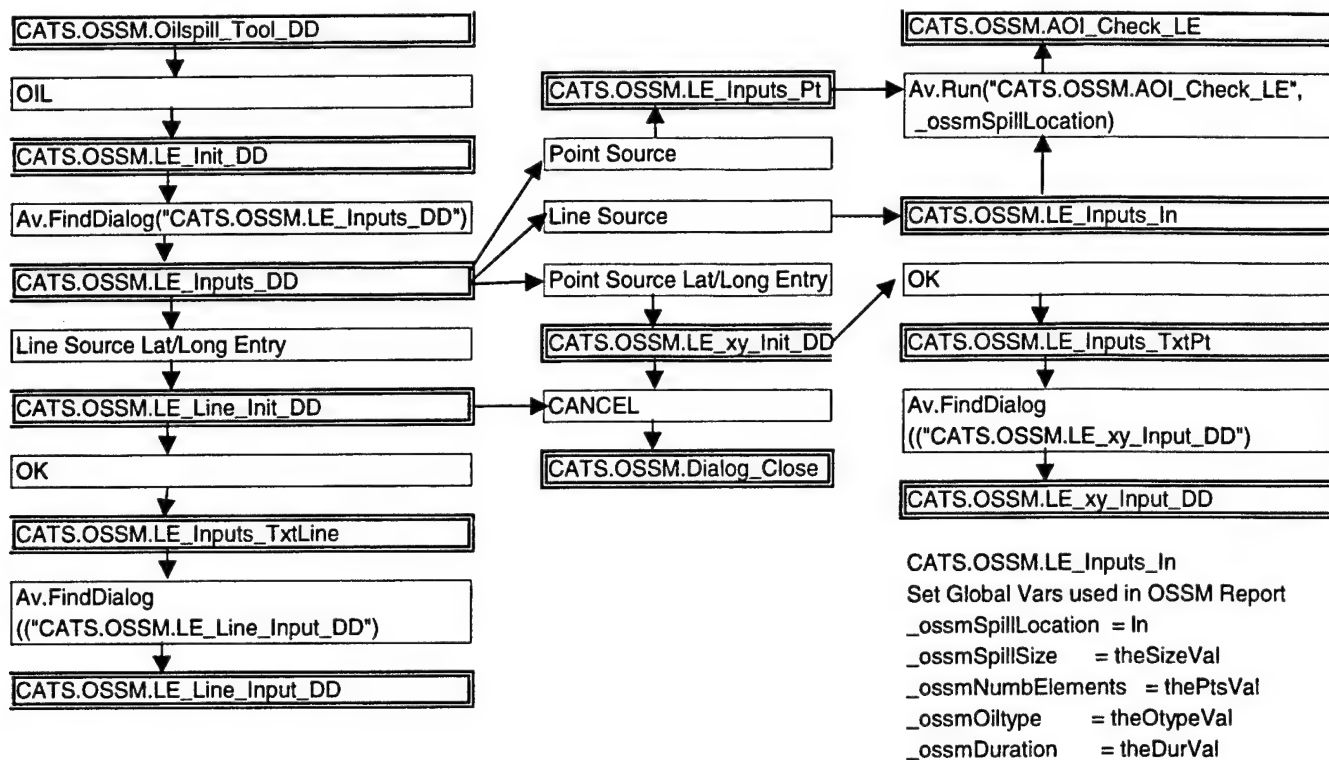 CATS.OSSM.Oilspill_Tool_DD
OIL
CATS.OSSM.LE_Init_DD
Av.FindDialog("CATS.OSSM.LE_Inputs_DD")
CATS.OSSM.LE_Inputs_DD
Line Source Lat/Long Entry
CATS.OSSM.LE_Line_Init_DD
OK
CATS.OSSM.LE_Inputs_TxtLine
Av.FindDialog
(("CATS.OSSM.LE_Line_Input_DD")
CATS.OSSM.LE_Line_Input_DD
CATS.OSSM.LE_Inputs_Pt
Point Source
Line Source
Point Source Lat/Long Entry
CATS.OSSM.LE_xy_Init_DD
CANCEL
CATS.OSSM.Dialog_Close
CATS.OSSM.AOI_Check_LE
Av.Run("CATS.OSSM.AOI_Check_LE",
_ossmSpillLocation)
CATS.OSSM.LE_Inputs_In
OK
CATS.OSSM.LE_Inputs_TxtPt
Av.FindDialog
(("CATS.OSSM.LE_xy_Input_DD")
CATS.OSSM.LE_xy_Input_DD
CATS.OSSM.LE_Inputs_In
Set Global Vars used in OSSM Report
_ossmSpillLocation = In
_ossmSpillSize = theSizeVal
_ossmNumbElements = thePtsVal
_ossmOiltype = theOtypeVal
_ossmDuration = theDurVal